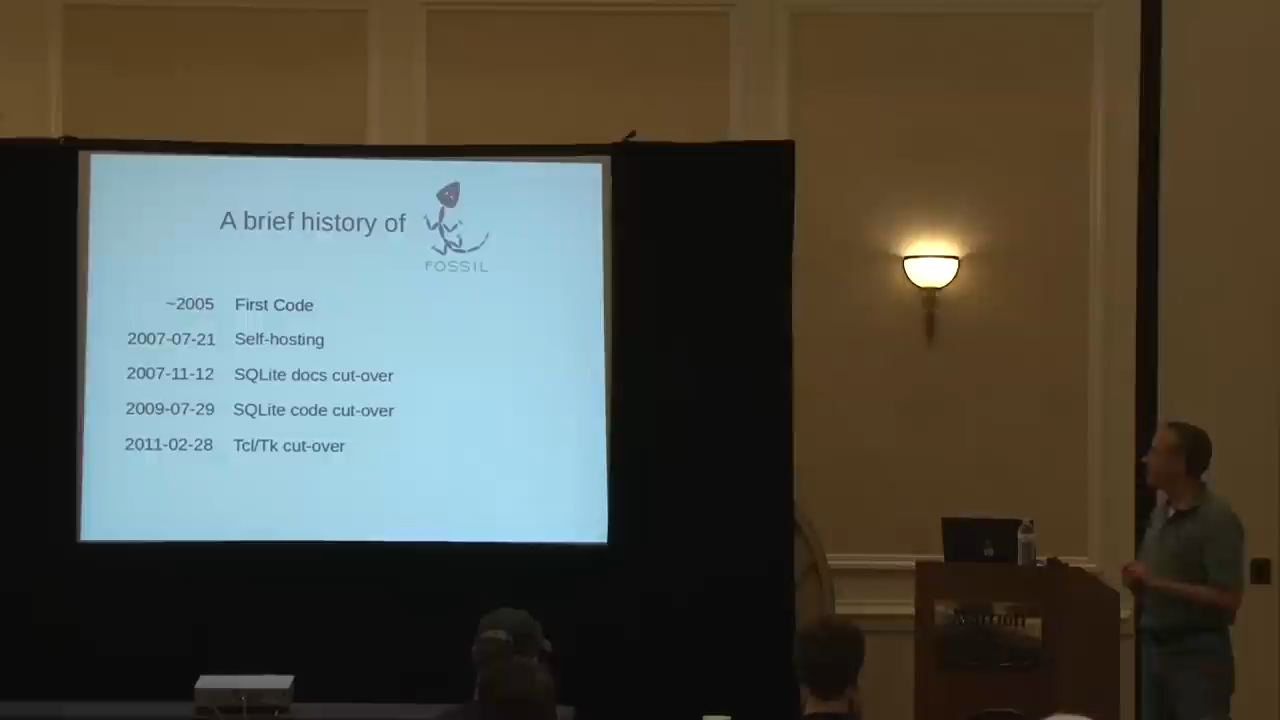 A brief history of
FOSSIL
~2005 First Code
2007-07-21 Self-hosting
2007-11-12 SQLite docs cut-over
2009-07-29 SQLite code cut-over
2011-02-28 Tcl/Tk cut-over
Marriott